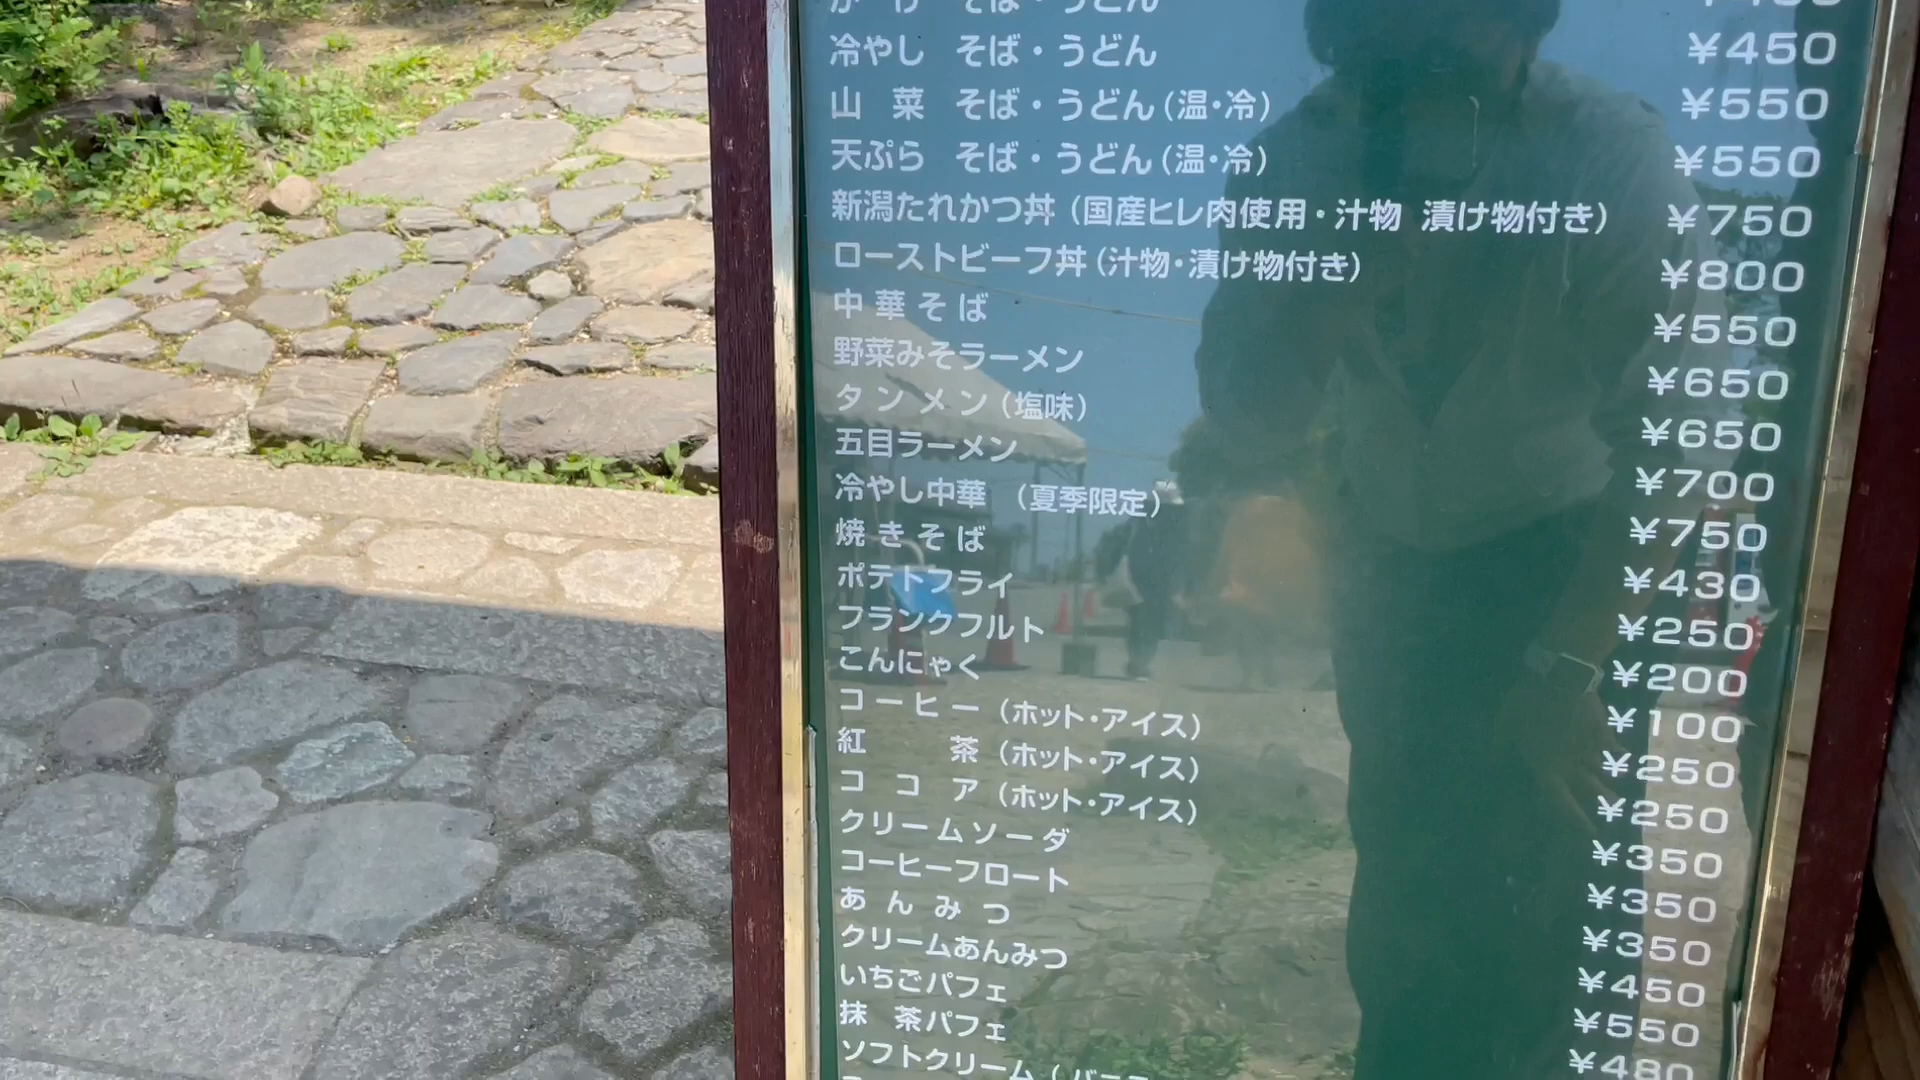 かけ そば・うどん
冷やし そば・うどん ¥450
山 菜 そば・うどん(温・冷) ¥550
天ぷら そば・うどん(温・冷) ¥550
新潟たれかつ丼(国産ヒレ肉使用・汁物 漬け物付き) ¥750
ローストビーフ丼(汁物・漬け物付き) ¥800
中華そば ¥550
野菜みそラーメン ¥650
タンメン(塩味) ¥650
五目ラーメン ¥700
冷やし中華 (夏季限定) ¥750
焼きそば ¥430
ポテトフライ ¥250
フランクフルト ¥200
こんにゃく ¥100
コーヒー(ホット・アイス) ¥250
紅 茶(ホット・アイス) ¥250
コ コ ア(ホット・アイス) ¥350
クリームソーダ ¥350
コーヒーフロート ¥350
あんみつ ¥450
クリームあんみつ ¥550
いちごパフェ ¥480
抹 茶パフェ
ソフトクリーム